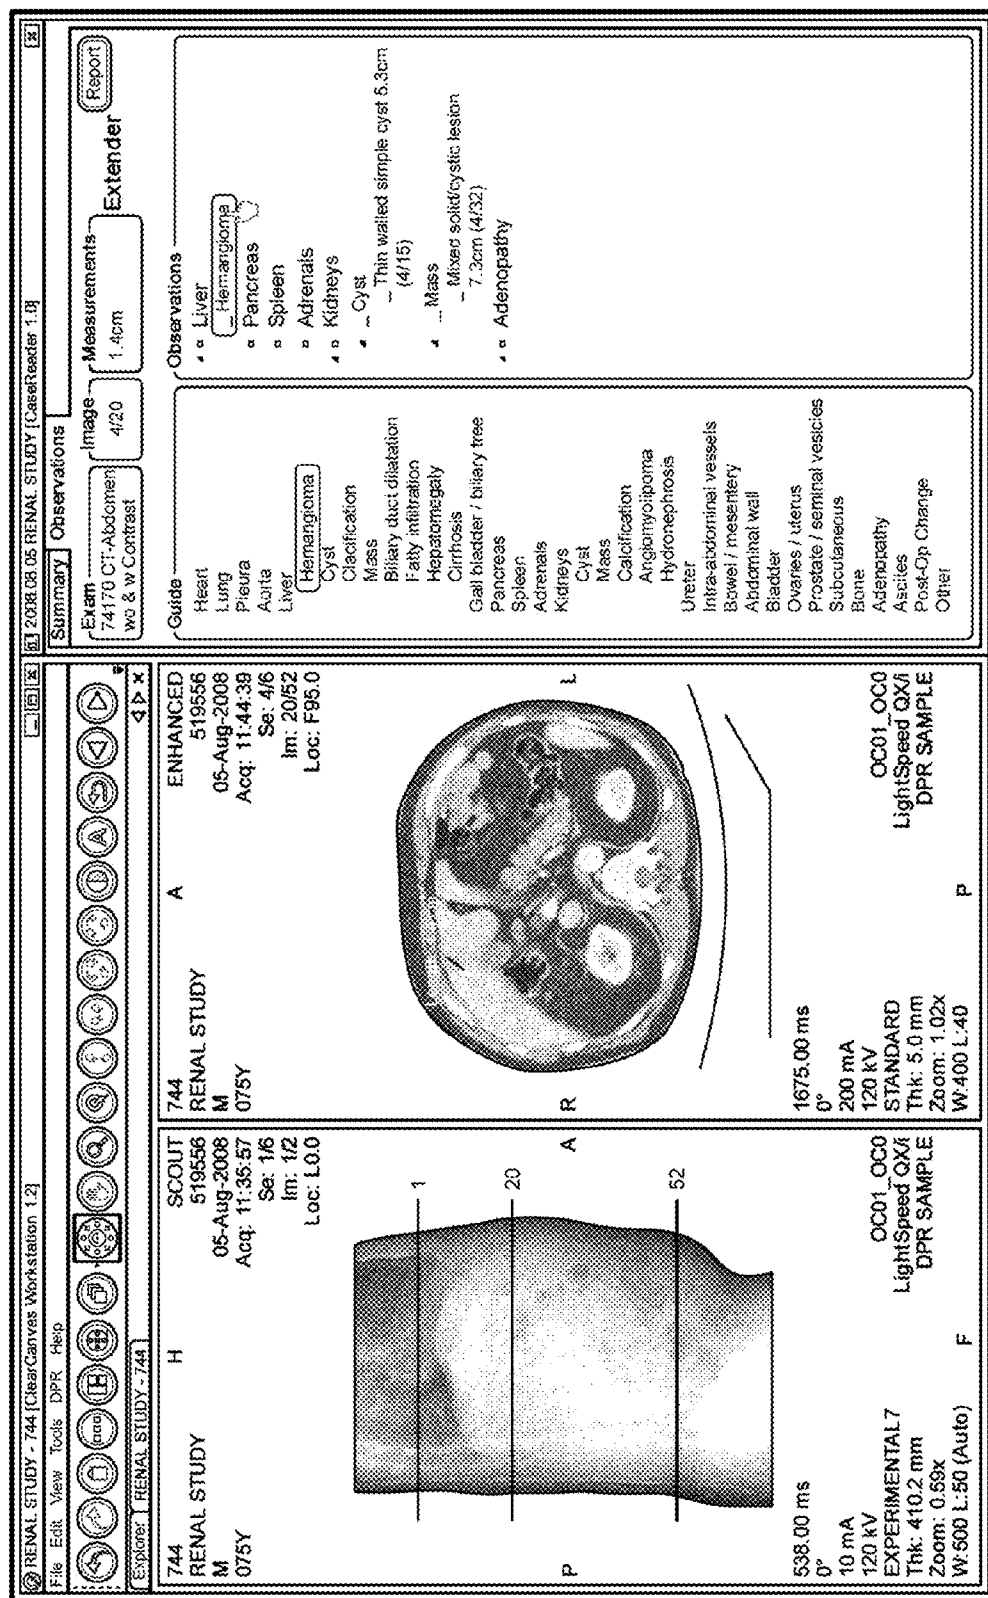 RENAL STUDY - 744 [ClearCanves Workstation 1.2]
File Edit View Tools DPR Help
Explorer RENAL STUDY - 744
744
RENAL STUDY
M
075Y
H
SCOUT
519556
05-Aug-2008
Acq: 11:35:57
Se: 1/6
Im: 1/2
Loc: L0.0
P
A
1
20
52
538.00 ms
0°
10 mA
120 kV
EXPERIMENTAL7
Thk: 410.2 mm
Zoom: 0.59x
W:500 L:50 (Auto)
F
OC01_OC0
LightSpeed QX/i
DPR SAMPLE
744
RENAL STUDY
M
075Y
A
ENHANCED
519556
05-Aug-2008
Acq: 11:44:39
Se: 4/6
Im: 20/52
Loc: F95.0
R
L
1675.00 ms
0°
200 mA
120 kV
STANDARD
Thk: 5.0 mm
Zoom: 1.02x
W:400 L:40
P
OC01_OC0
LightSpeed QX/i
DPR SAMPLE
2008.08.05 RENAL STUDY [CaseReader 1.0]
Summary Observations
Exam
74170 CT-Abdomen
wo & w Contrast
Image
4/20
Measurements
1.4cm
Extender
Report
Guide
Heart
Lung
Pleura
Aorta
Liver
Hemangioma
Cyst
Clacification
Mass
Biliary duct dilatation
Fatty infiltration
Hepatomegaly
Cirrhosis
Gall bladder / biliary tree
Pancreas
Spleen
Adrenals
Kidneys
Cyst
Mass
Calcification
Angiomyolipoma
Hydronephrosis
Ureter
Intra-abdominal vessels
Bowel / mesentery
Abdominal wall
Bladder
Ovaries / uterus
Prostate / seminal vesicies
Subcutaneous
Bone
Adenopathy
Ascites
Post-Op Change
Other
Observations
Liver
_ Hemangioma
Pancreas
Spleen
Adrenals
Kidneys
_ Cyst
_ Thin walled simple cyst 5.3cm
(4/15)
_ Mass
_ Mixed solid/cystic lesion
7.3cm (4/32)
Adenopathy